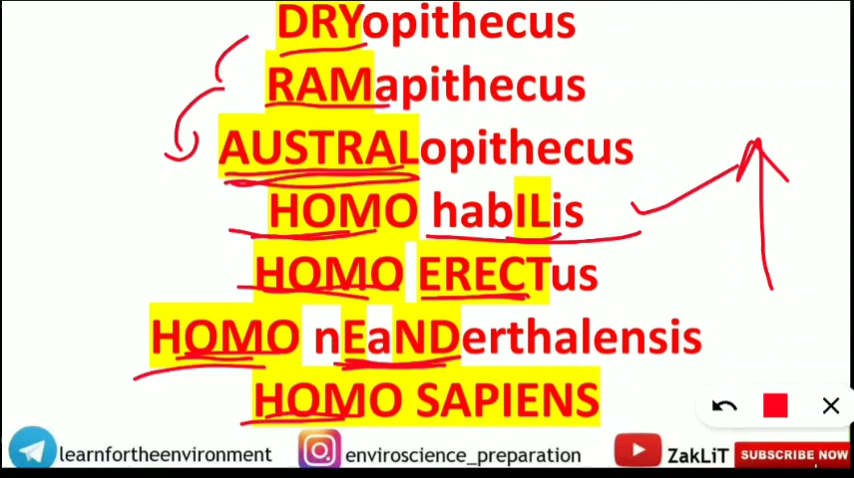 DRYopithecus
RAMapithecus
AUSTRALopithecus
HOMO habILis
HOMO ERECTus
HOMO nEaNDerthalensis
HOMO SAPIENS
learnfortheenvironment enviroscience_preparation ZakLiT SUBSCRIBE NOW